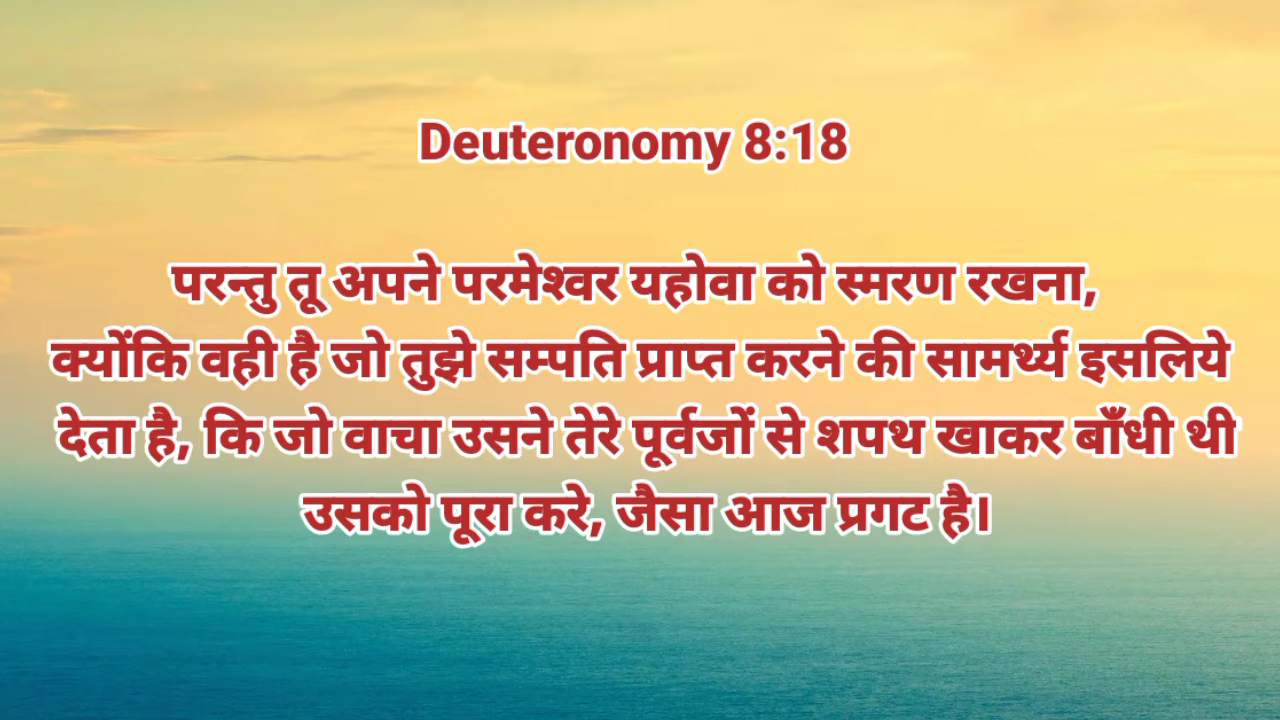 Deuteronomy 8:18
परन्तु तू अपने परमेश्वर यहोवा को स्मरण रखना,
क्योंकि वही है जो तुझे सम्पति प्राप्त करने की सामर्थ्य इसलिये
देता है, कि जो वाचा उसने तेरे पूर्वजों से शपथ खाकर बाँधी थी
उसको पूरा करे, जैसा आज प्रगट है।